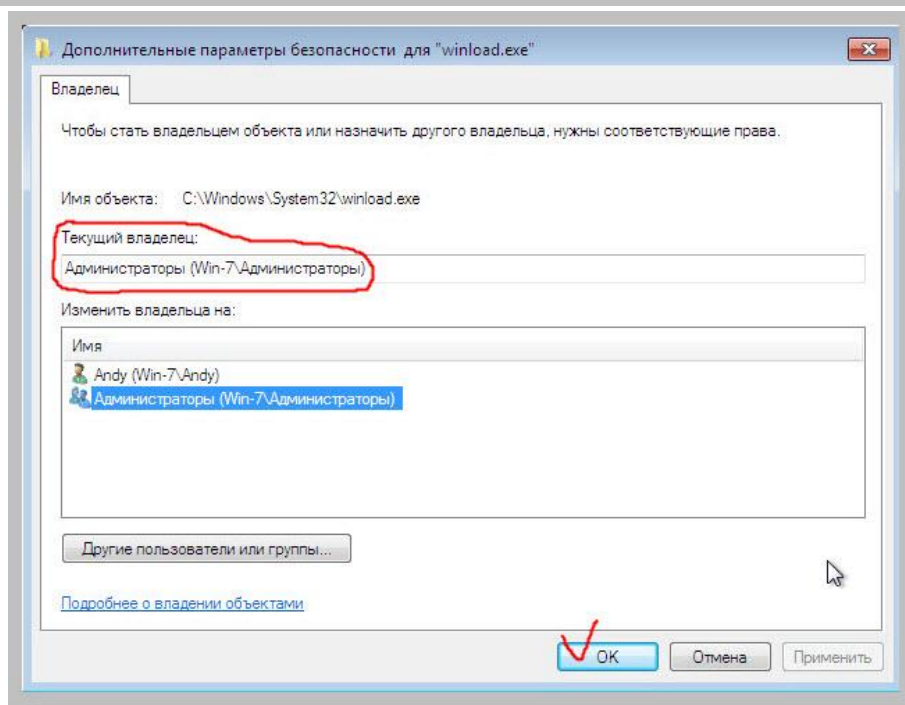 Дополнительные параметры безопасности для "winload.exe"
Владелец
Чтобы стать владельцем объекта или назначить другого владельца, нужны соответствующие права.
Имя объекта: C:\Windows\System32\winload.exe
Текущий владелец:
Администраторы (Win-7\Администраторы)
Изменить владельца на:
Имя
Andy (Win-7\Andy)
Администраторы (Win-7\Администраторы)
Другие пользователи или группы...
Подробнее о владении объектами
OK Отмена Применить